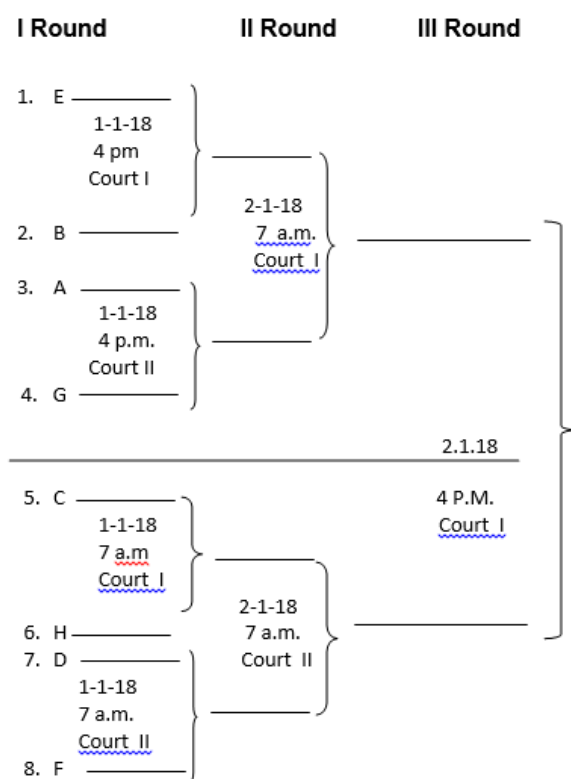 I Round II Round III Round
1. E
1-1-18
4 pm
Court I
2. B
2-1-18
7 a.m.
Court I
3. A
1-1-18
4 p.m.
Court II
4. G
2.1.18
4 P.M.
Court I
5. C
1-1-18
7 a.m
Court I
6. H
2-1-18
7 a.m.
Court II
7. D
1-1-18
7 a.m.
Court II
8. F